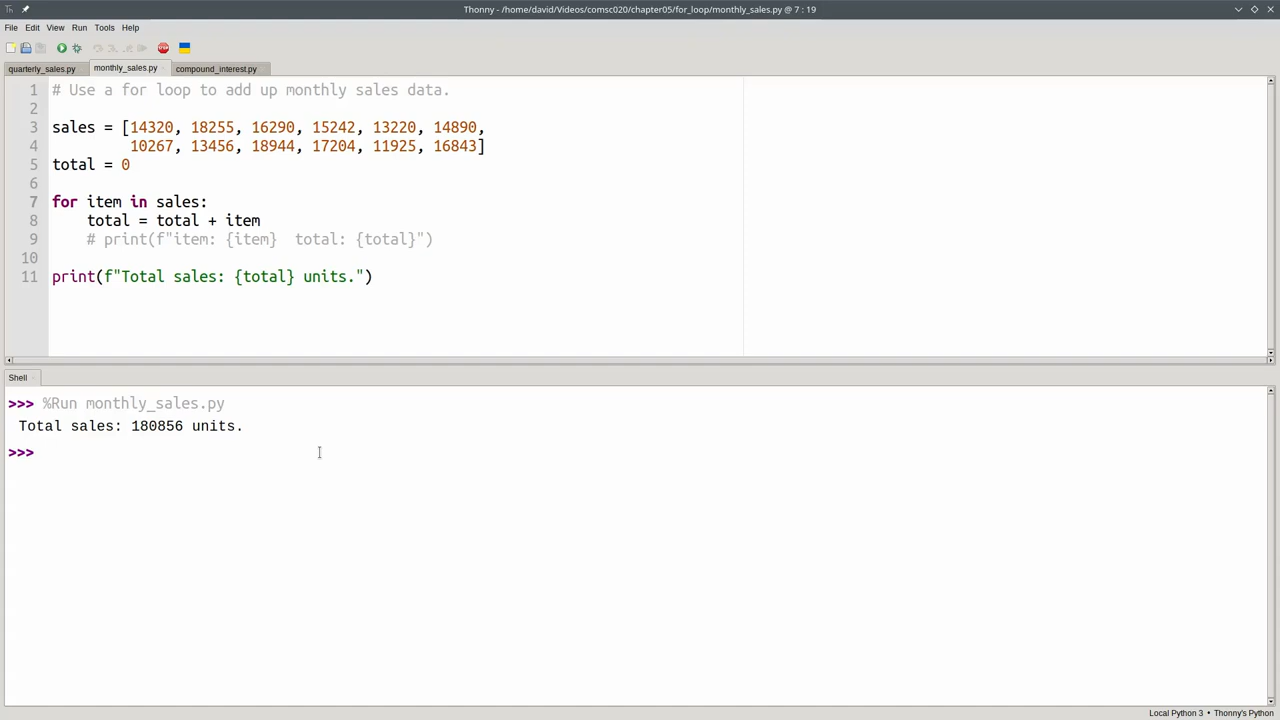 Thonny - /home/david/Videos/comsc020/chapter05/for_loop/monthly_sales.py @ 7 : 19
File Edit View Run Tools Help
quarterly_sales.py monthly_sales.py compound_interest.py
1 # Use a for loop to add up monthly sales data.
2
3 sales = [14320, 18255, 16290, 15242, 13220, 14890,
4          10267, 13456, 18944, 17204, 11925, 16843]
5 total = 0
6
7 for item in sales:
8     total = total + item
9     # print(f"item: {item}  total: {total}")
10
11 print(f"Total sales: {total} units.")
Shell
>>> %Run monthly_sales.py
Total sales: 180856 units.
>>>
Local Python 3 • Thonny's Python